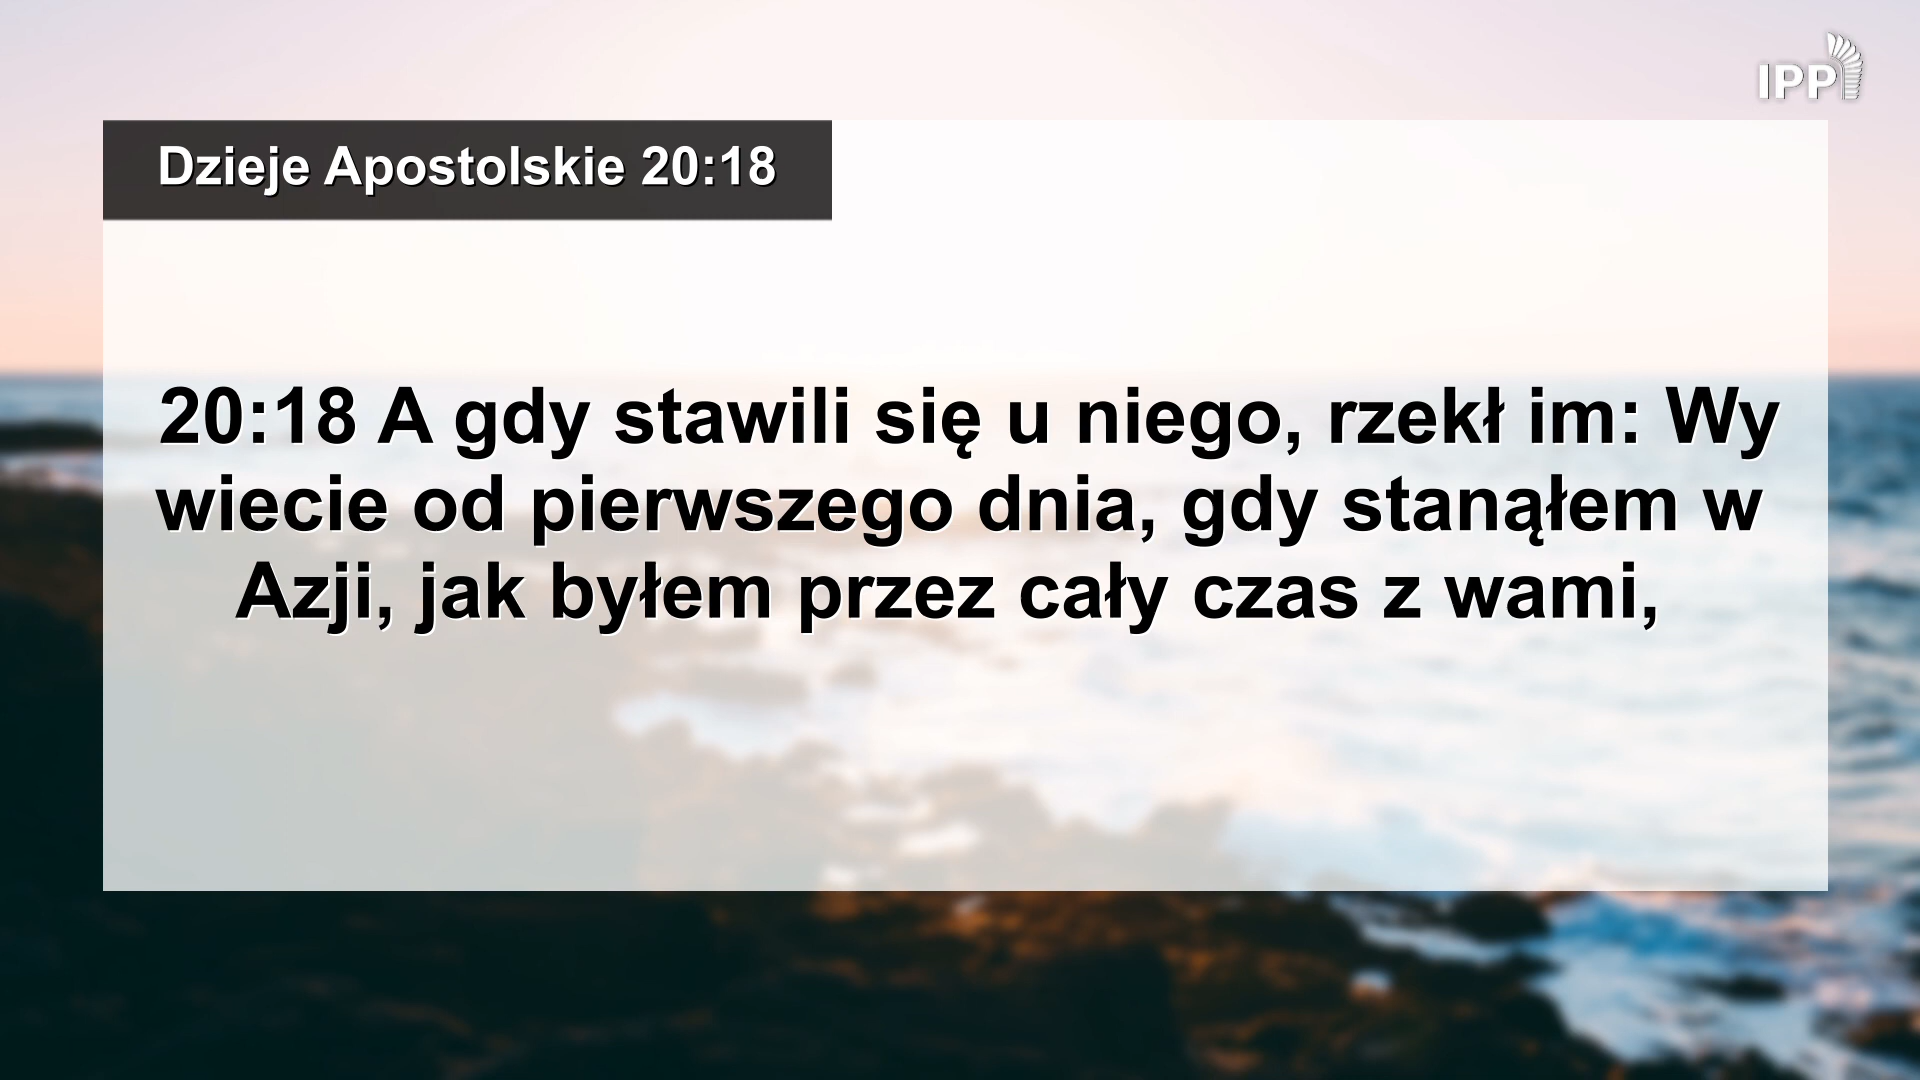 IPP
Dzieje Apostolskie 20:18
20:18 A gdy stawili się u niego, rzekł im: Wy
wiecie od pierwszego dnia, gdy stanąłem w
Azji, jak byłem przez cały czas z wami,